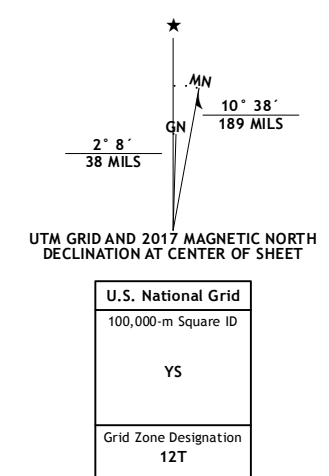 ★
MN
10° 38´
189 MILS
GN
2° 8´
38 MILS
UTM GRID AND 2017 MAGNETIC NORTH
DECLINATION AT CENTER OF SHEET
U.S. National Grid
100,000-m Square ID
YS
Grid Zone Designation
12T